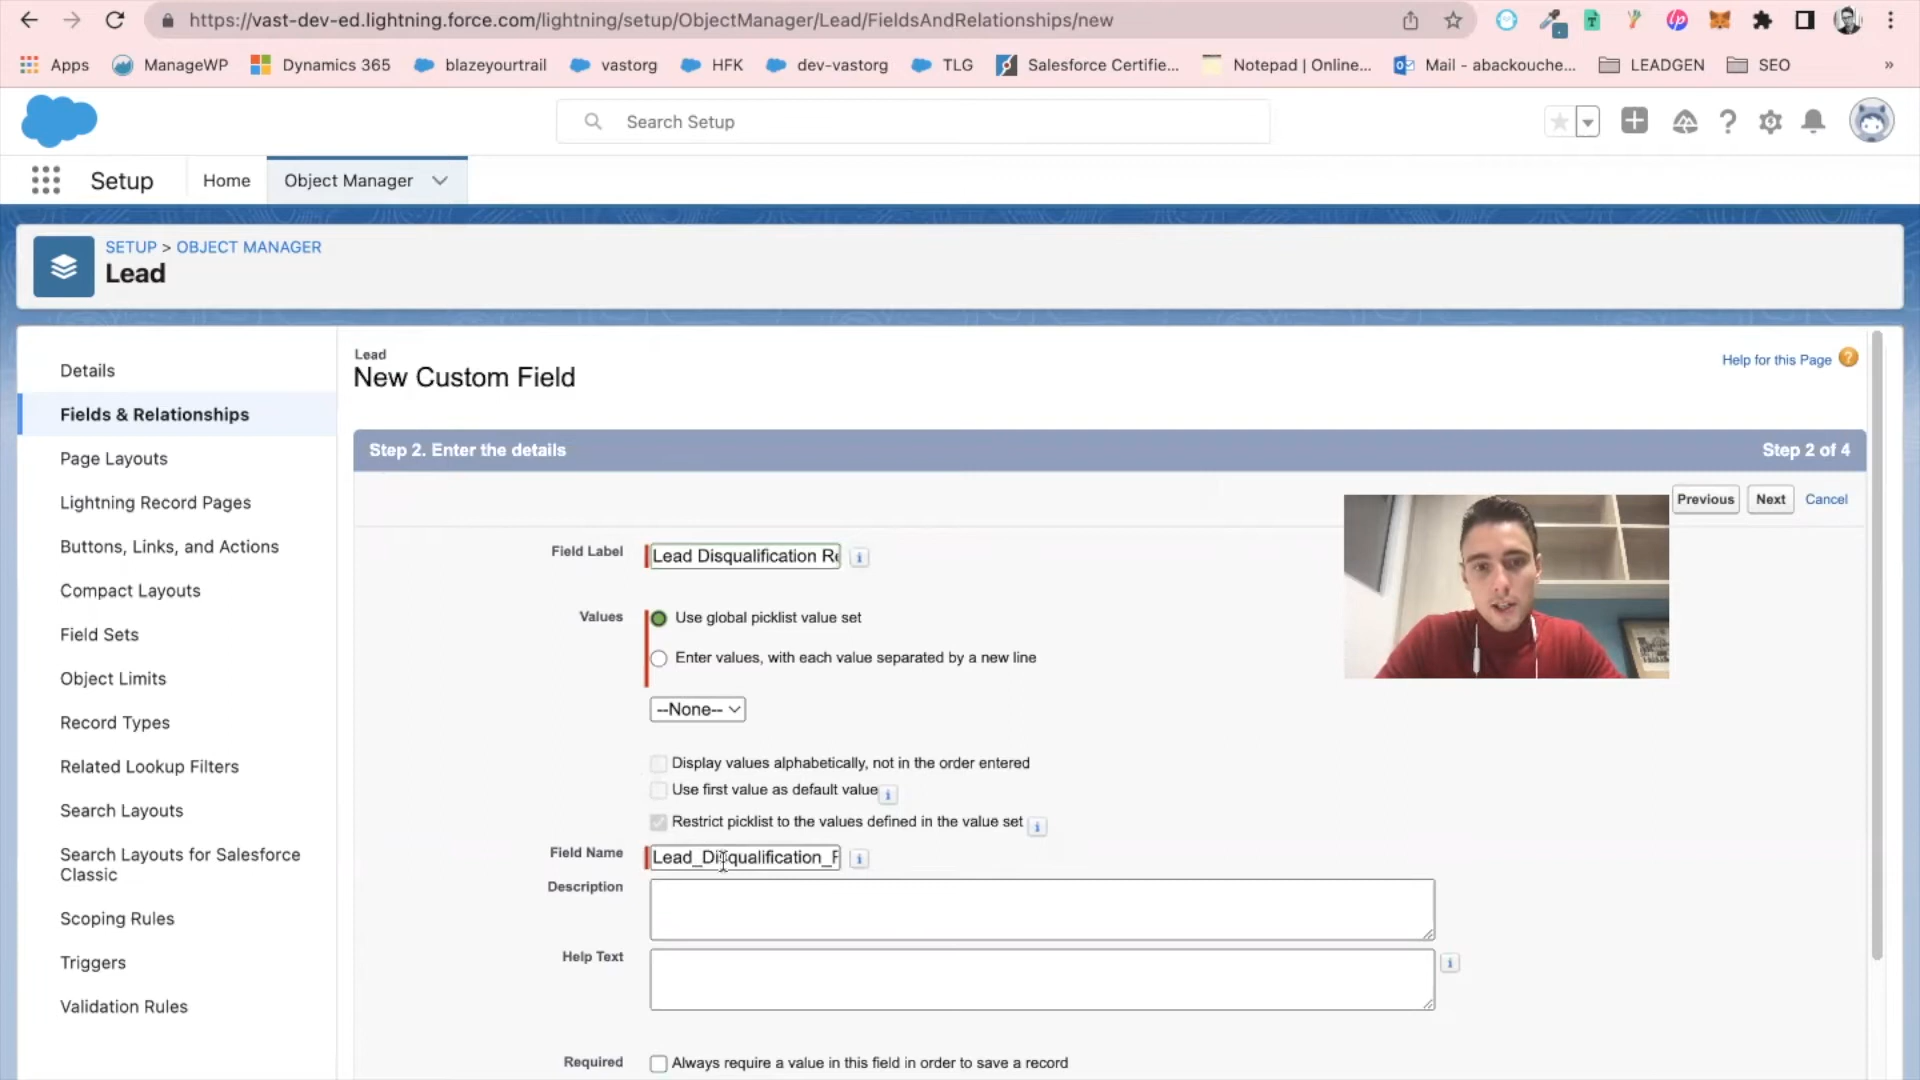 https://vast-dev-ed.lightning.force.com/lightning/setup/ObjectManager/Lead/FieldsAndRelationships/new
Apps ManageWP Dynamics 365 blazeyourtrail vastorg HFK dev-vastorg TLG Salesforce Certifie... Notepad | Online... Mail - abackouche... LEADGEN SEO »
Search Setup
Setup Home Object Manager
SETUP > OBJECT MANAGER
Lead
Details
Fields & Relationships
Page Layouts
Lightning Record Pages
Buttons, Links, and Actions
Compact Layouts
Field Sets
Object Limits
Record Types
Related Lookup Filters
Search Layouts
Search Layouts for Salesforce
Classic
Scoping Rules
Triggers
Validation Rules
Lead
New Custom Field
Help for this Page
Step 2. Enter the details Step 2 of 4
Previous Next Cancel
Field Label Lead Disqualification Re
Values Use global picklist value set
Enter values, with each value separated by a new line
--None--
Display values alphabetically, not in the order entered
Use first value as default value
Restrict picklist to the values defined in the value set
Field Name Lead_Disqualification_R
Description
Help Text
Required Always require a value in this field in order to save a record